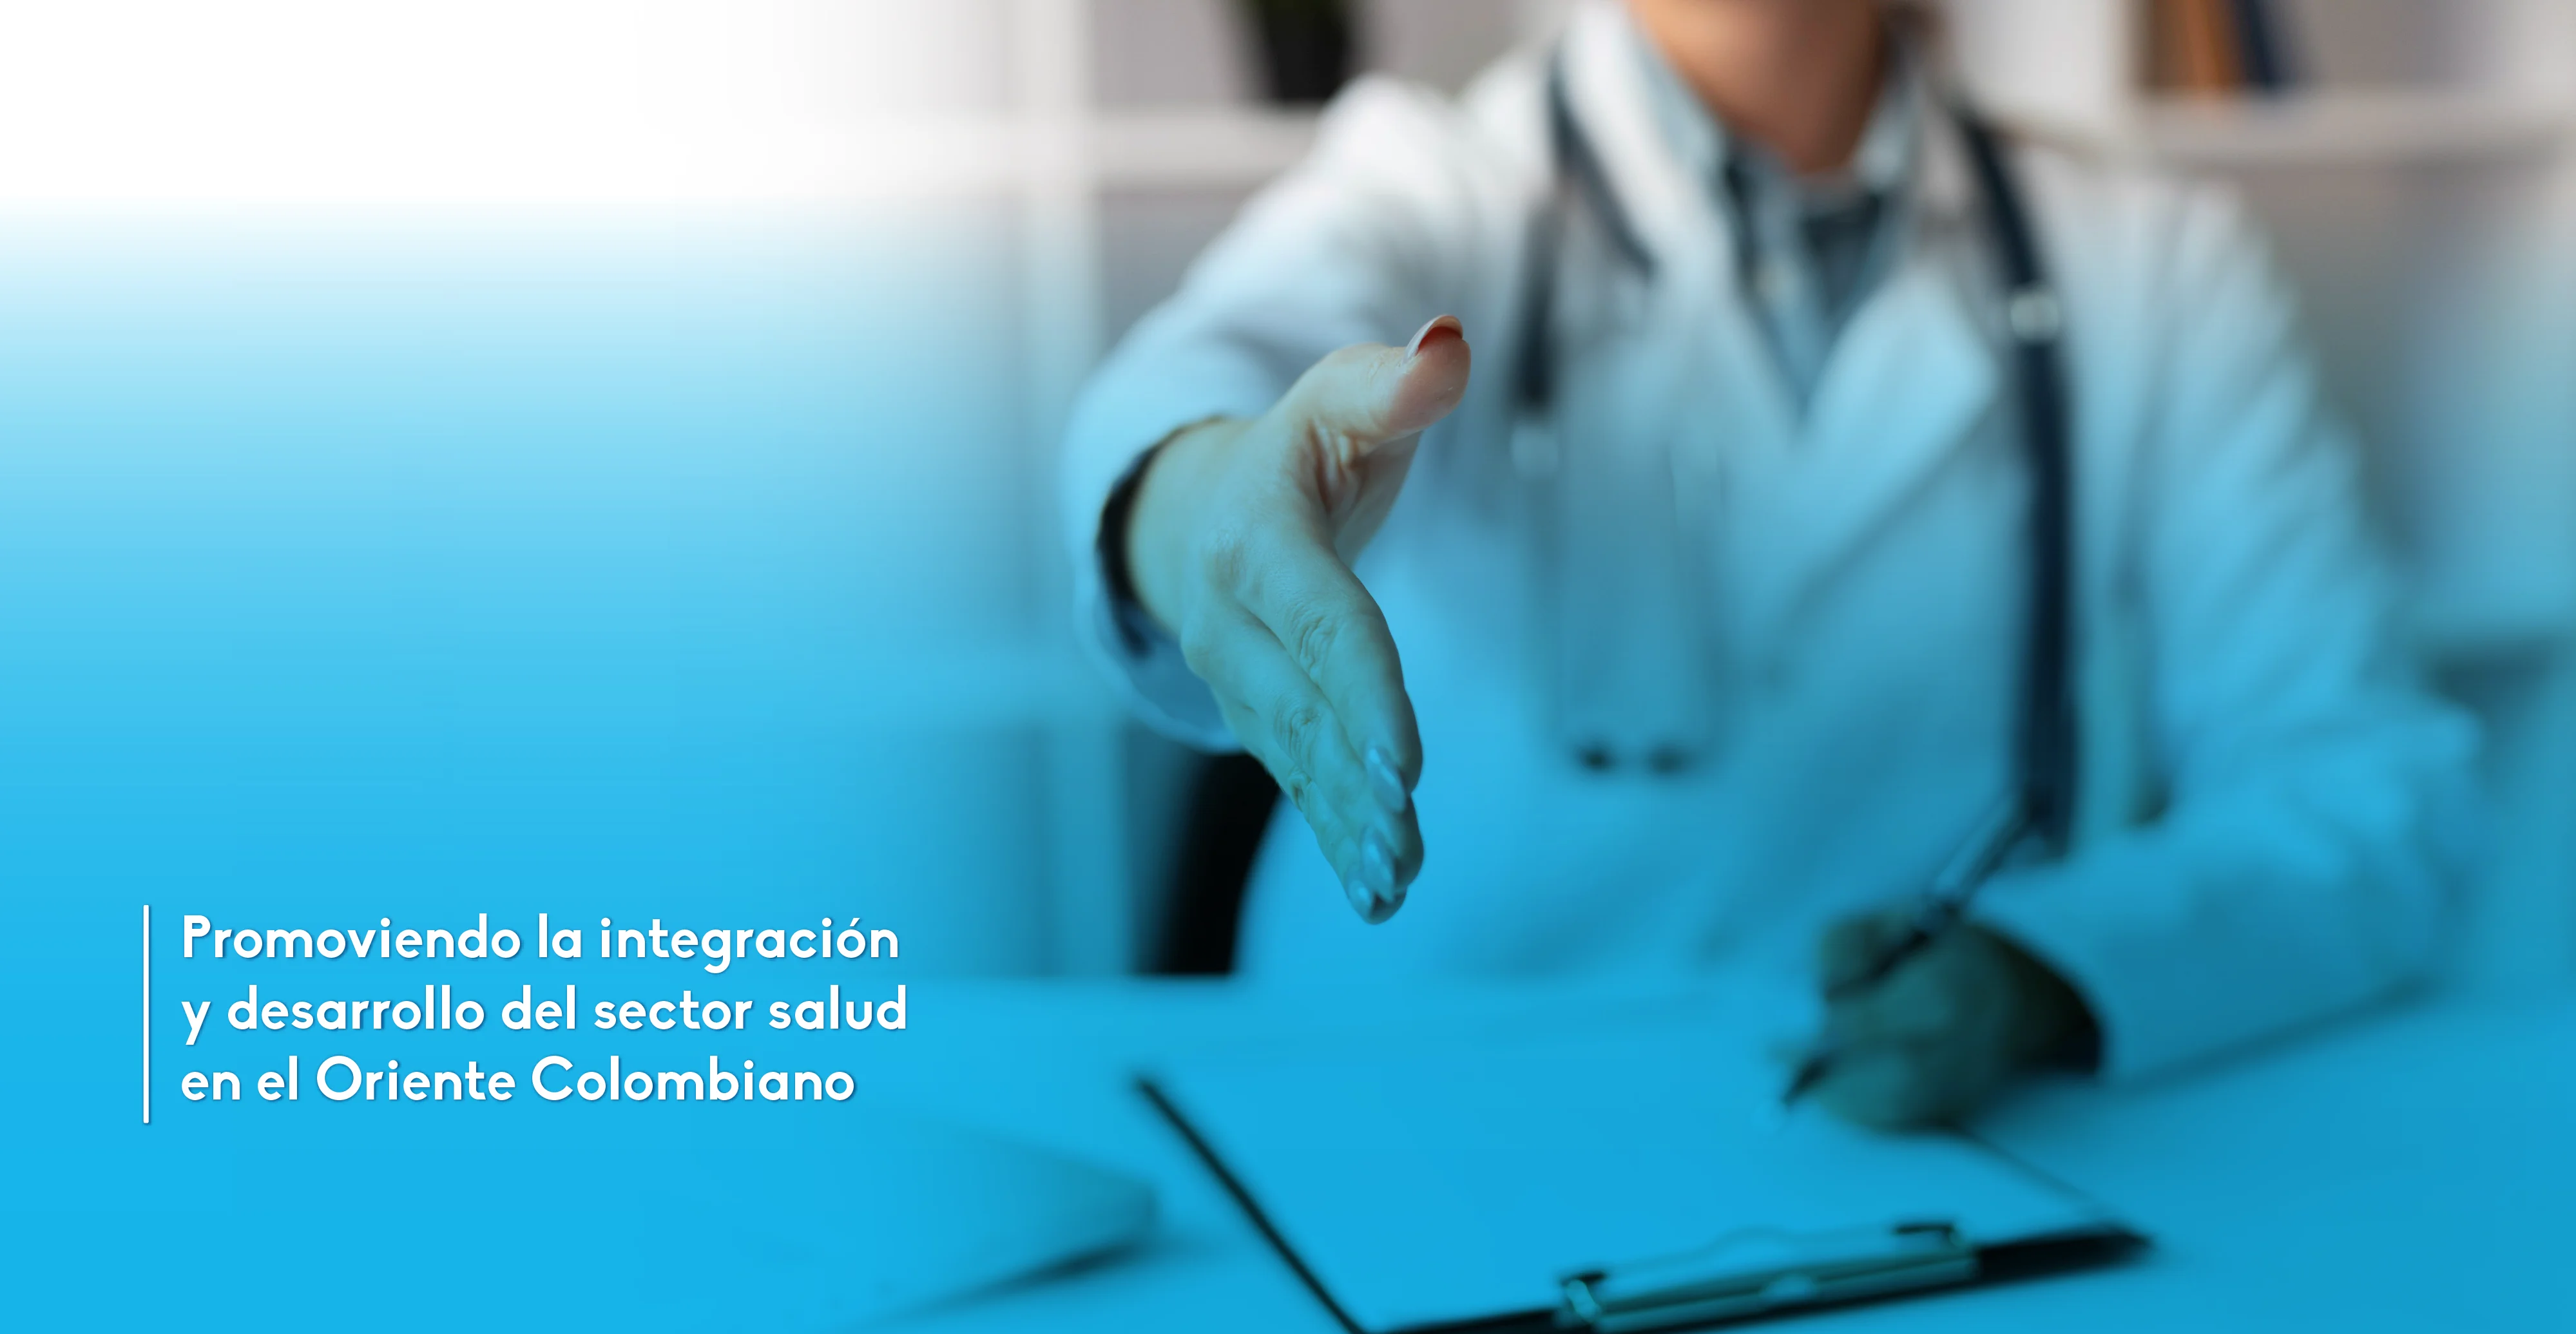 Promoviendo la integración
y desarrollo del sector salud
en el Oriente Colombiano